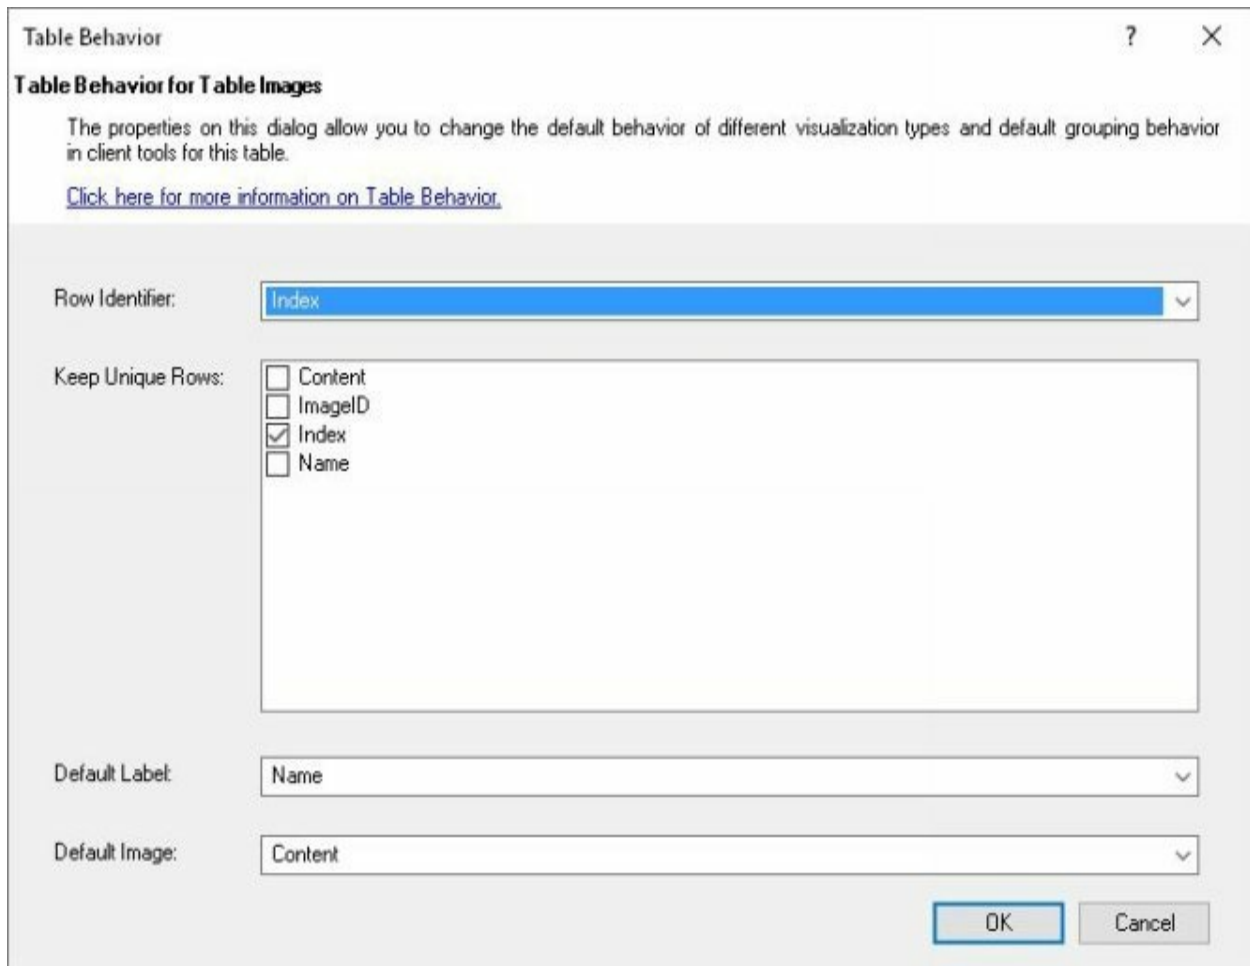 Table Behavior
Table Behavior for Table Images
The properties on this dialog allow you to change the default behavior of different visualization types and default grouping behavior
in client tools for this table.
Click here for more information on Table Behavior.
Row Identifier:
Index
Keep Unique Rows:
Content
ImageID
Index
Name
Default Label:
Name
Default Image:
Content
OK
Cancel